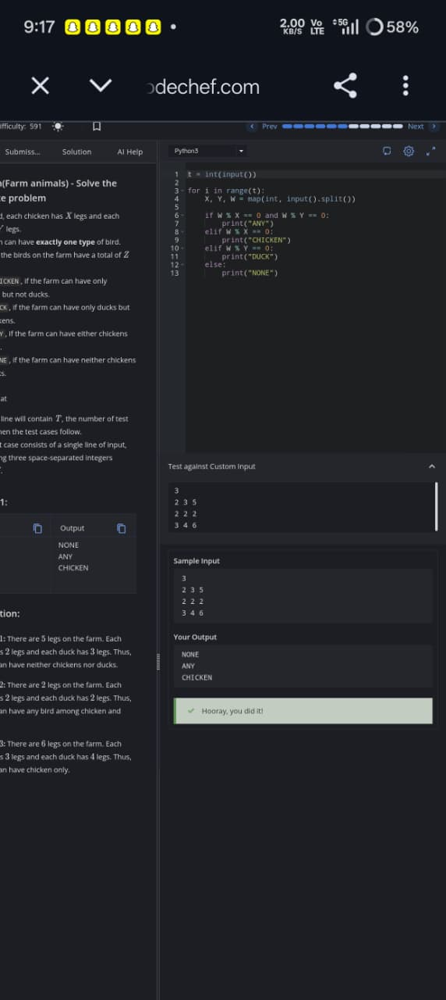 9:17
2.00 KB/S Vo LTE 5G 58%
dechef.com
fficulty: 591
Prev
Next
Submiss...
Solution
AI Help
Python3
(Farm animals) - Solve the
e problem
d, each chicken has X legs and each
legs.
n can have exactly one type of bird.
the birds on the farm have a total of Z
ICKEN, if the farm can have only
but not ducks.
CK, if the farm can have only ducks but
kens.
Y, if the farm can have either chickens
.
NE, if the farm can have neither chickens
ks.
at
line will contain T, the number of test
hen the test cases follow.
t case consists of a single line of input,
ng three space-separated integers
1:
Output
NONE
ANY
CHICKEN
tion:
1: There are 5 legs on the farm. Each
s 2 legs and each duck has 3 legs. Thus,
an have neither chickens nor ducks.
2: There are 2 legs on the farm. Each
s 2 legs and each duck has 2 legs. Thus,
an have any bird among chicken and
3: There are 6 legs on the farm. Each
s 3 legs and each duck has 4 legs. Thus,
an have chicken only.
1 t = int(input())
2
3 for i in range(t):
4 X, Y, W = map(int, input().split())
5
6 if W % X == 0 and W % Y == 0:
7 print("ANY")
8 elif W % X == 0:
9 print("CHICKEN")
10 elif W % Y == 0:
11 print("DUCK")
12 else:
13 print("NONE")
Test against Custom Input
3
2 3 5
2 2 2
3 4 6
Sample Input
3
2 3 5
2 2 2
3 4 6
Your Output
NONE
ANY
CHICKEN
Hooray, you did it!